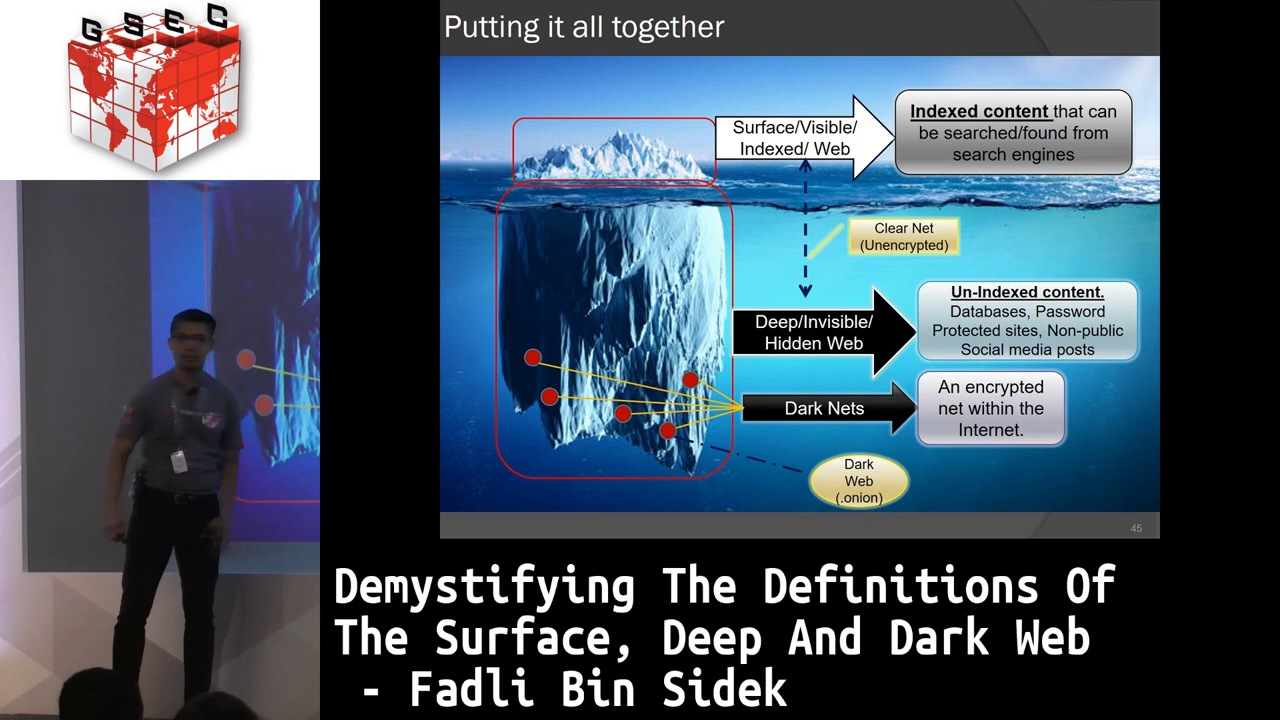 GSEC
Putting it all together
Surface/Visible/
Indexed/ Web
Indexed content that can
be searched/found from
search engines
Clear Net
(Unencrypted)
Deep/Invisible/
Hidden Web
Un-Indexed content.
Databases, Password
Protected sites, Non-public
Social media posts
Dark Nets
An encrypted
net within the
Internet.
Dark
Web
(.onion)
45
Demystifying The Definitions Of
The Surface, Deep And Dark Web
- Fadli Bin Sidek